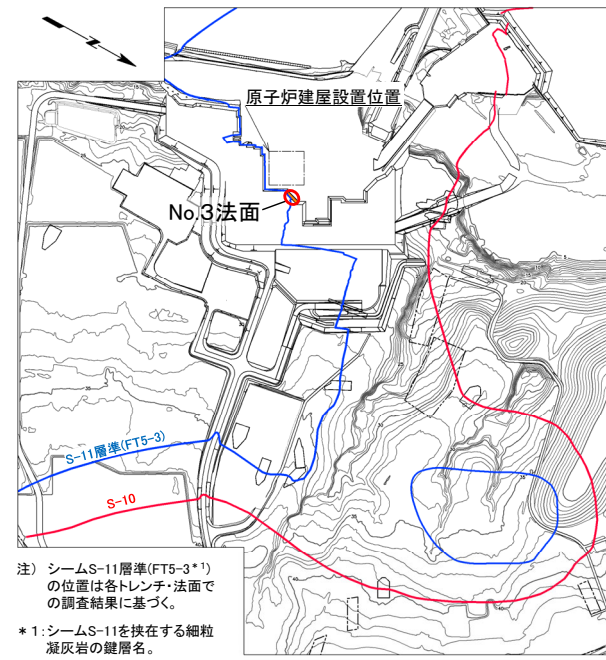 N
原子炉建屋設置位置
No.3法面
S-11層準(FT5-3)
S-10
注) シームS-11層準(FT5-3*1)
の位置は各トレンチ・法面で
の調査結果に基づく。
*1:シームS-11を挟在する細粒
凝灰岩の鍵層名。